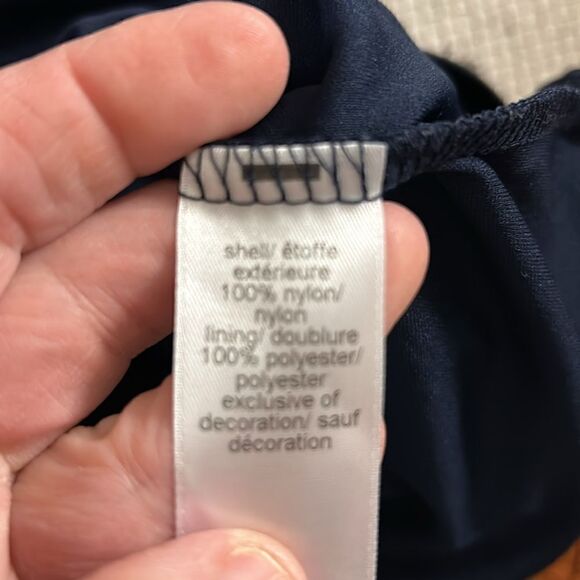 shell/ étoffe
extérieure
100% nylon/
nylon
lining/ doublure
100% polyester/
polyester
exclusive of
decoration/ sauf
décoration